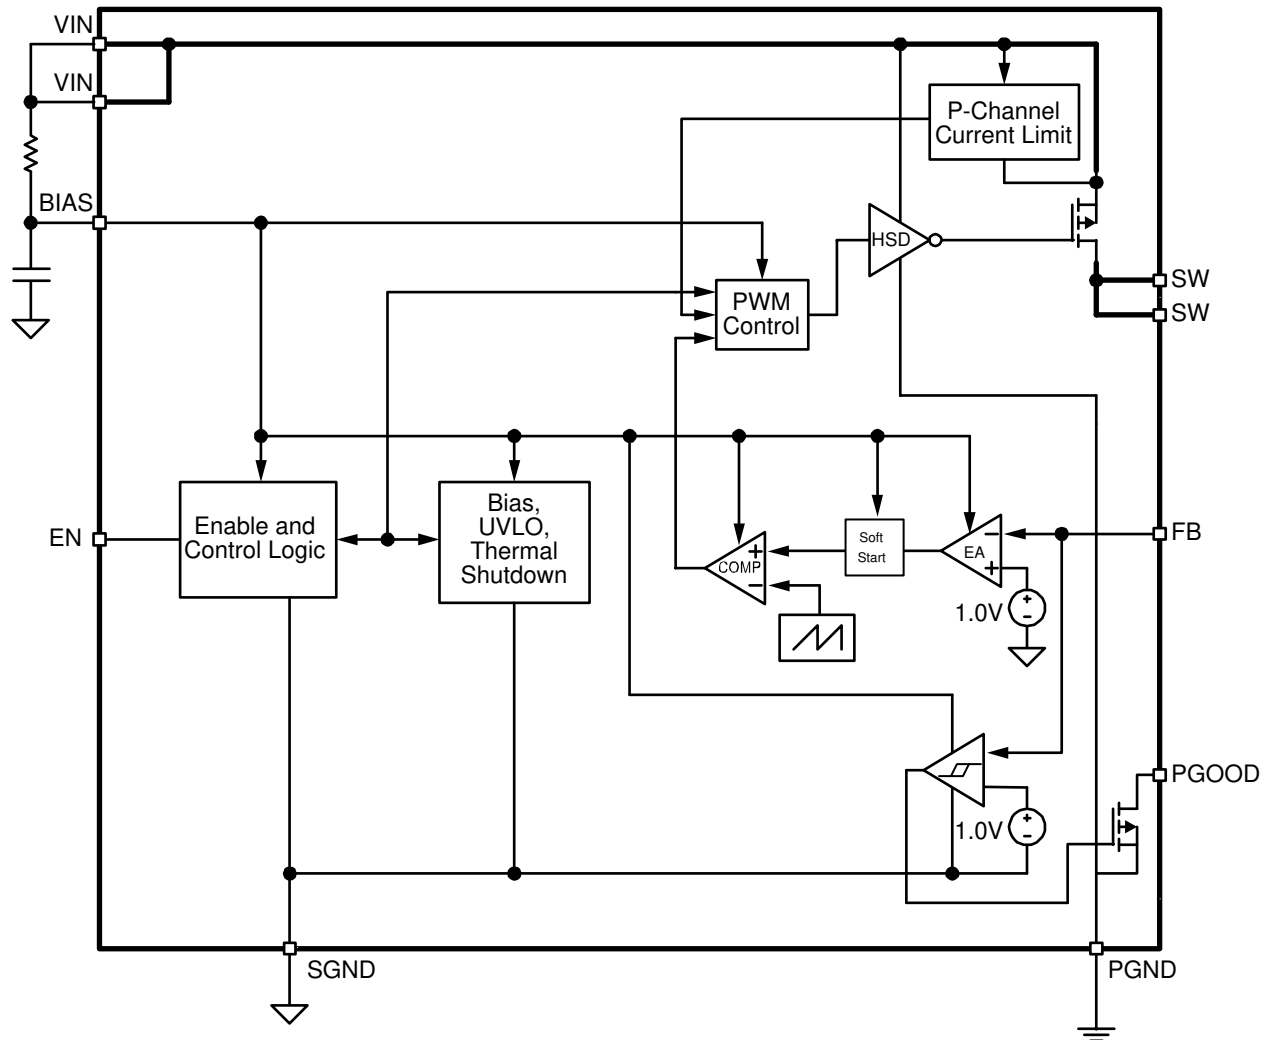 VIN
VIN
P-Channel
Current Limit
BIAS
HSD
SW
PWM
Control
SW
Enable and
Control Logic
EN
Bias,
UVLO,
Thermal
Shutdown
COMP
+
−
Soft
Start
EA
−
+
FB
1.0V
+
−
PGOOD
1.0V
+
−
SGND
PGND